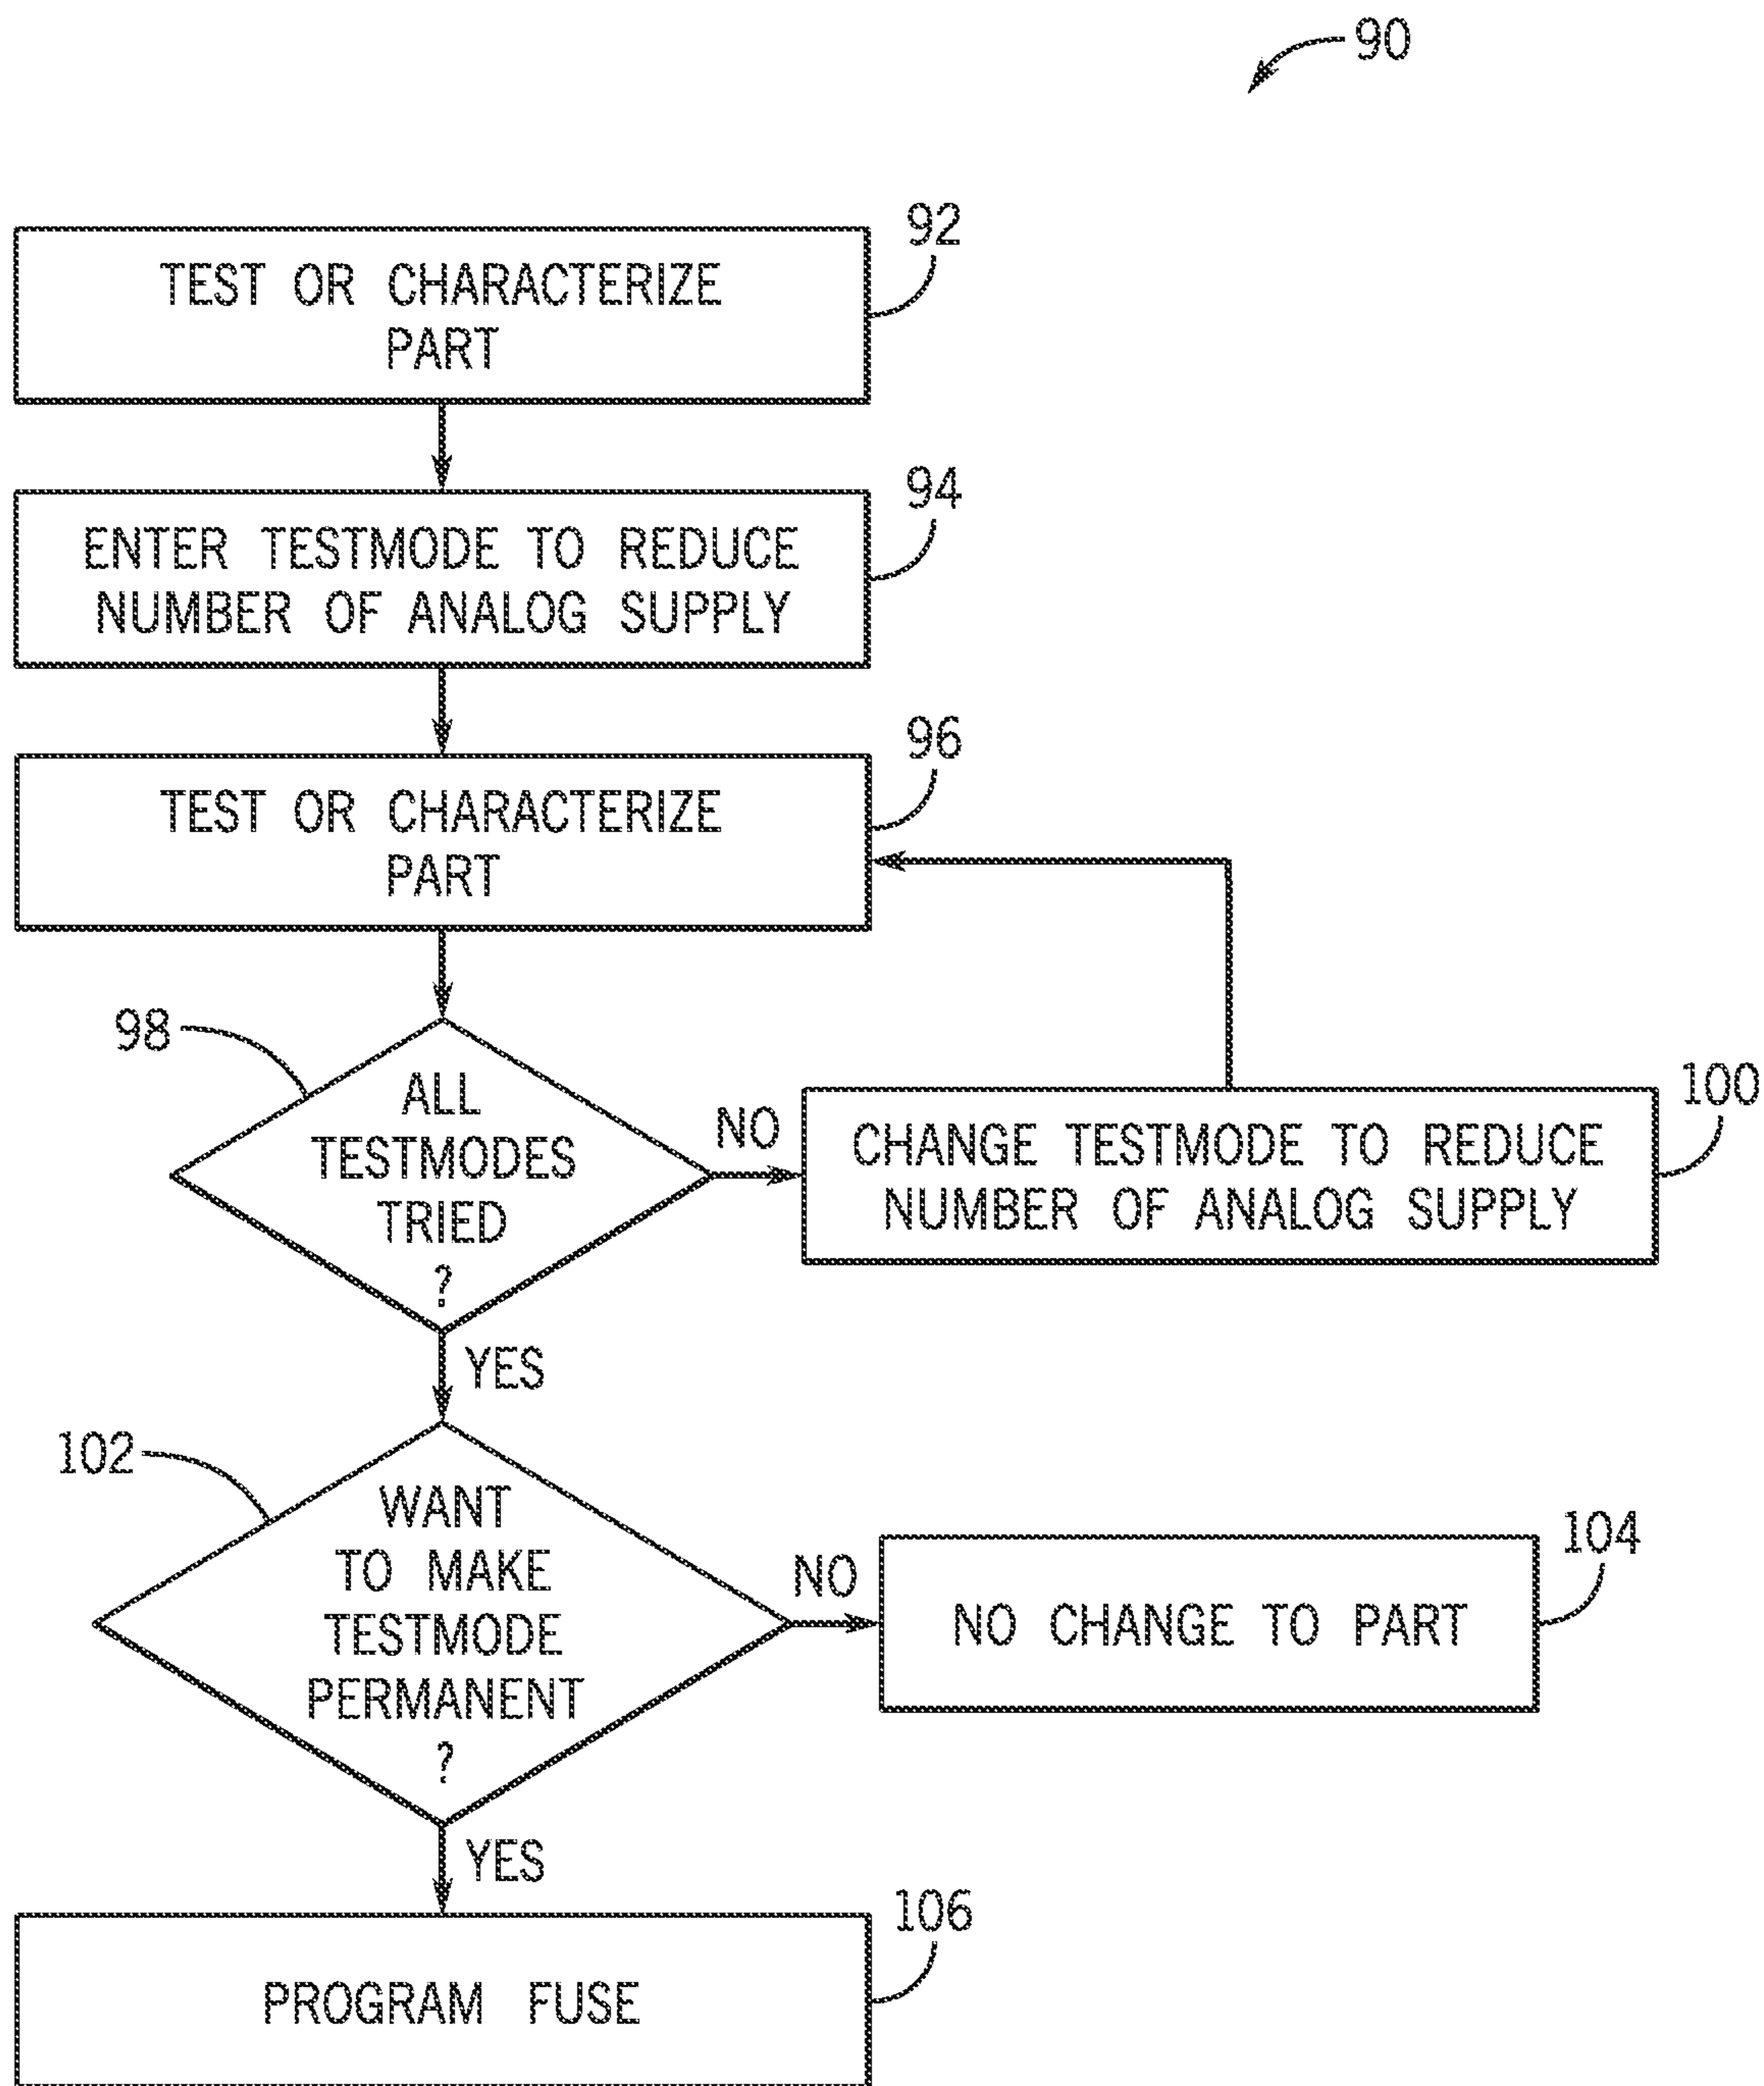 90
92
TEST OR CHARACTERIZE
PART
94
ENTER TESTMODE TO REDUCE
NUMBER OF ANALOG SUPPLY
96
TEST OR CHARACTERIZE
PART
98
ALL
TESTMODES
TRIED
?
NO
100
CHANGE TESTMODE TO REDUCE
NUMBER OF ANALOG SUPPLY
YES
102
WANT
TO MAKE
TESTMODE
PERMANENT
?
NO
104
NO CHANGE TO PART
YES
106
PROGRAM FUSE